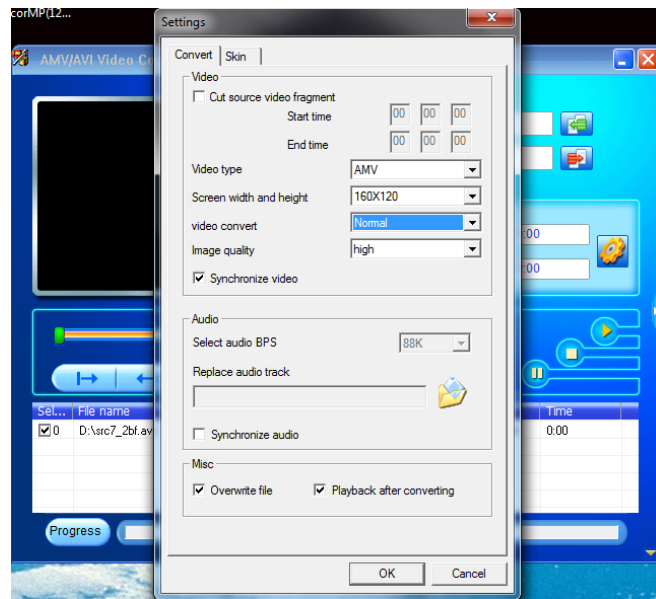 corMP(12...
Settings
AMV/AVI Video Co
Convert Skin
Video
Cut source video fragment
Start time 00 00 00
End time 00 00 00
Video type AMV
Screen width and height 160X120
video convert Normal
:00
Image quality high
:00
Synchronize video
Audio
Select audio BPS 88K
Replace audio track
Sel... File name Time
0 D:\src7_2bf.av 0:00
Synchronize audio
Misc
Overwrite file Playback after converting
Progress
OK Cancel